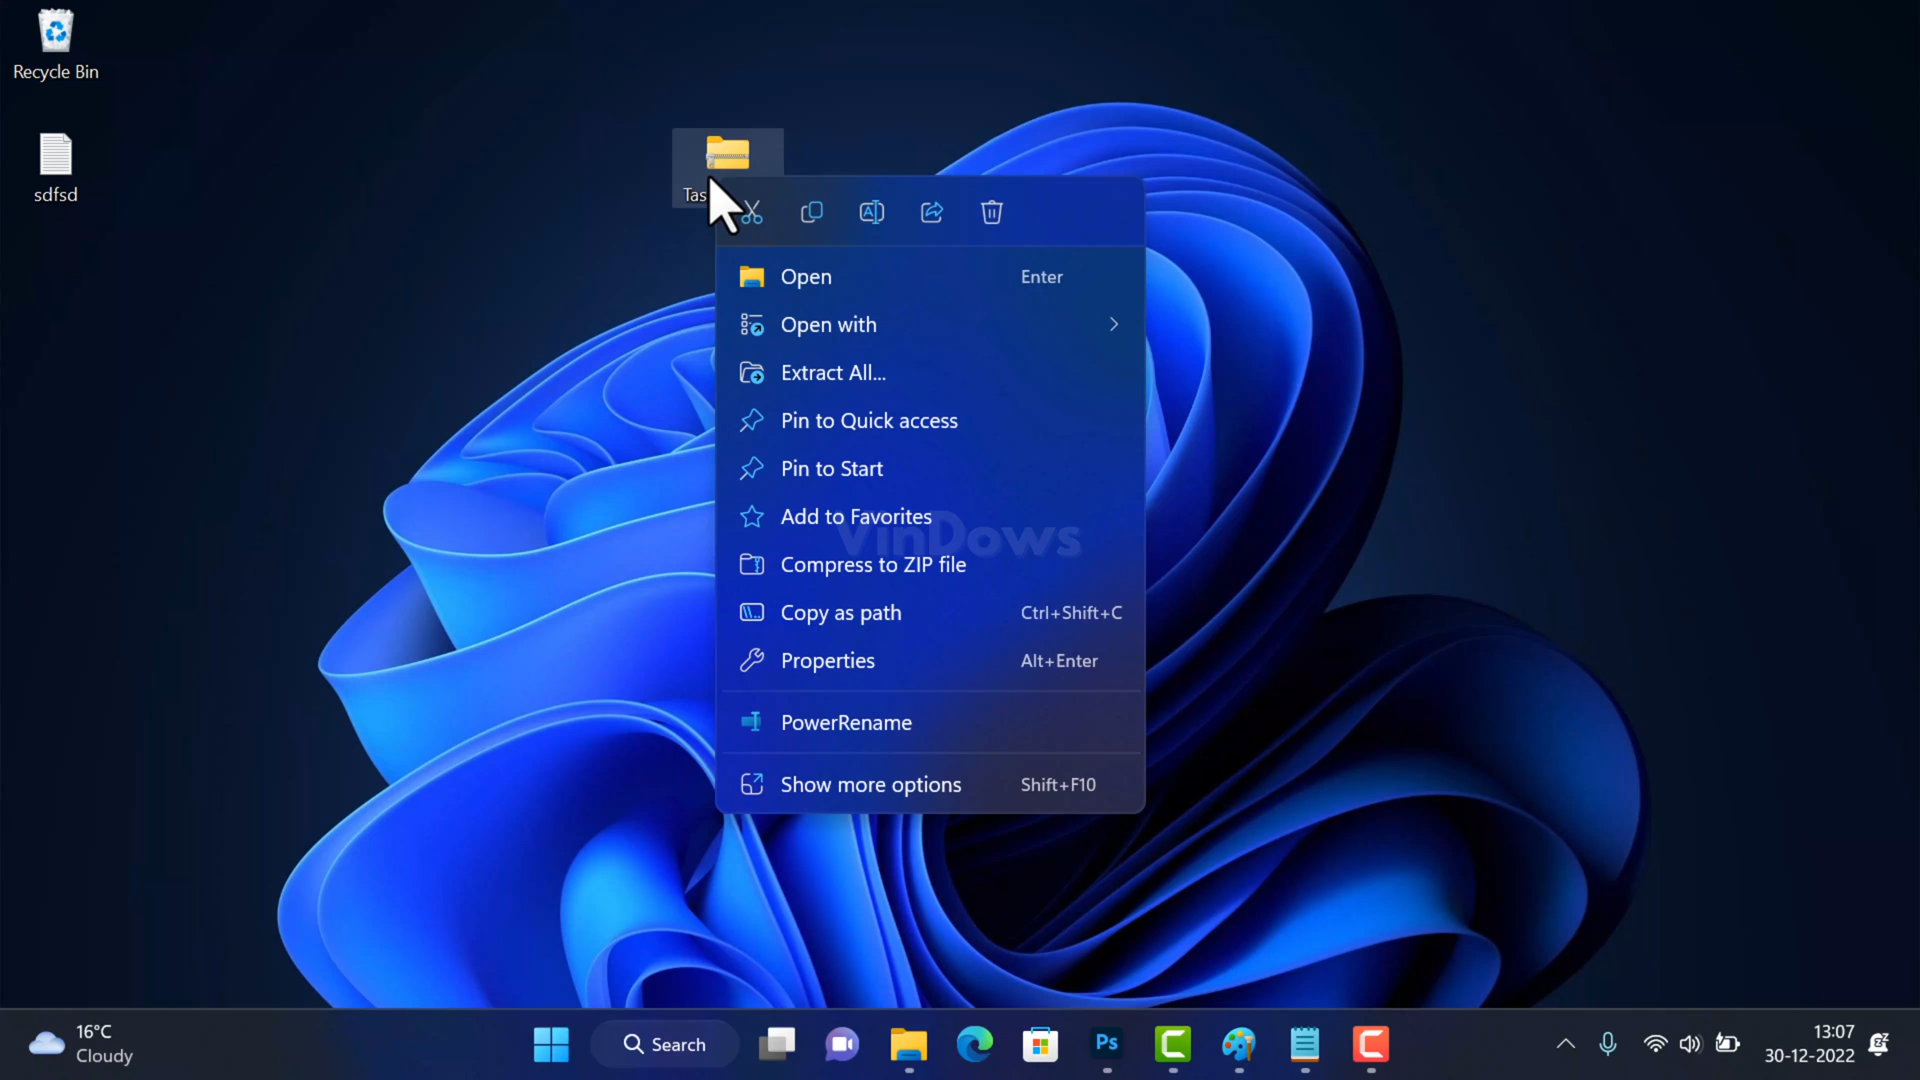 Recycle Bin
sdfsd
Tas
Open Enter
Open with
Extract All...
Pin to Quick access
Pin to Start
Add to Favorites
VinDows
Compress to ZIP file
Copy as path Ctrl+Shift+C
Properties Alt+Enter
PowerRename
Show more options Shift+F10
16°C
Cloudy
Search
Ps
13:07
30-12-2022